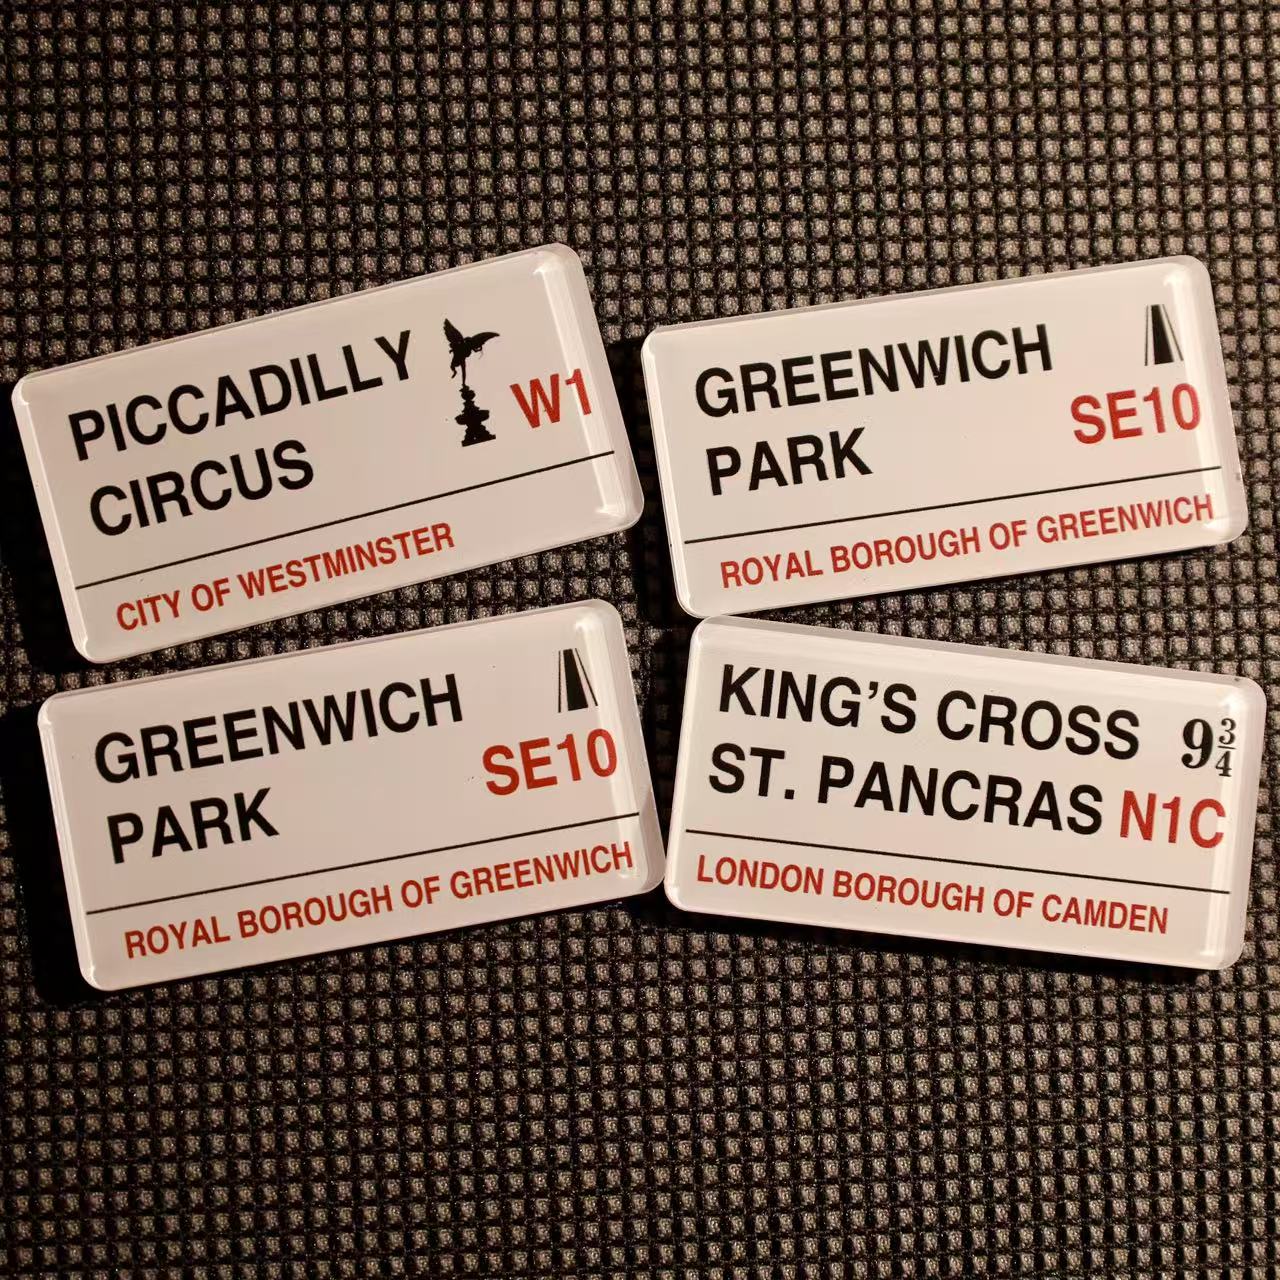 PICCADILLY
CIRCUS
W1
CITY OF WESTMINSTER
GREENWICH
PARK
SE10
ROYAL BOROUGH OF GREENWICH
GREENWICH
PARK
SE10
ROYAL BOROUGH OF GREENWICH
KING'S CROSS 9¾
ST. PANCRAS N1C
LONDON BOROUGH OF CAMDEN